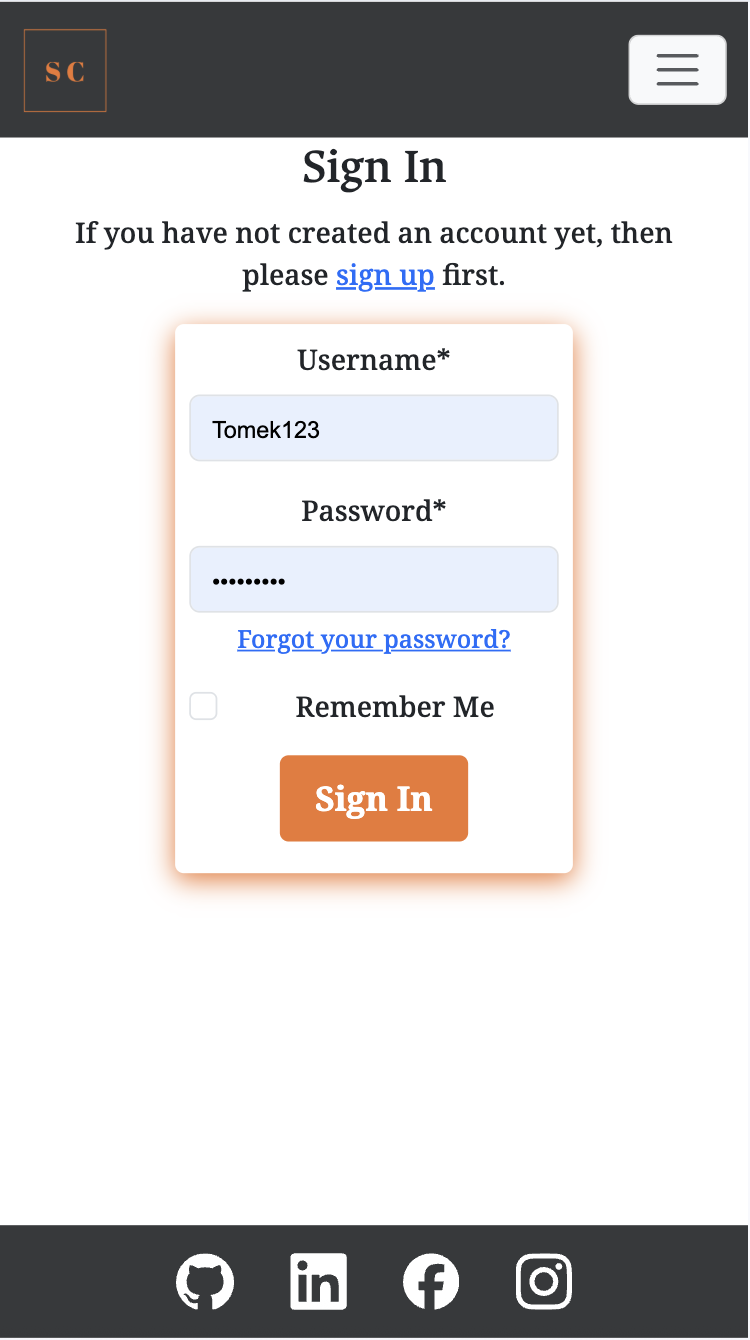 S C
Sign In
If you have not created an account yet, then
please sign up first.
Username*
Tomek123
Password*
•••••••••
Forgot your password?
Remember Me
Sign In
in